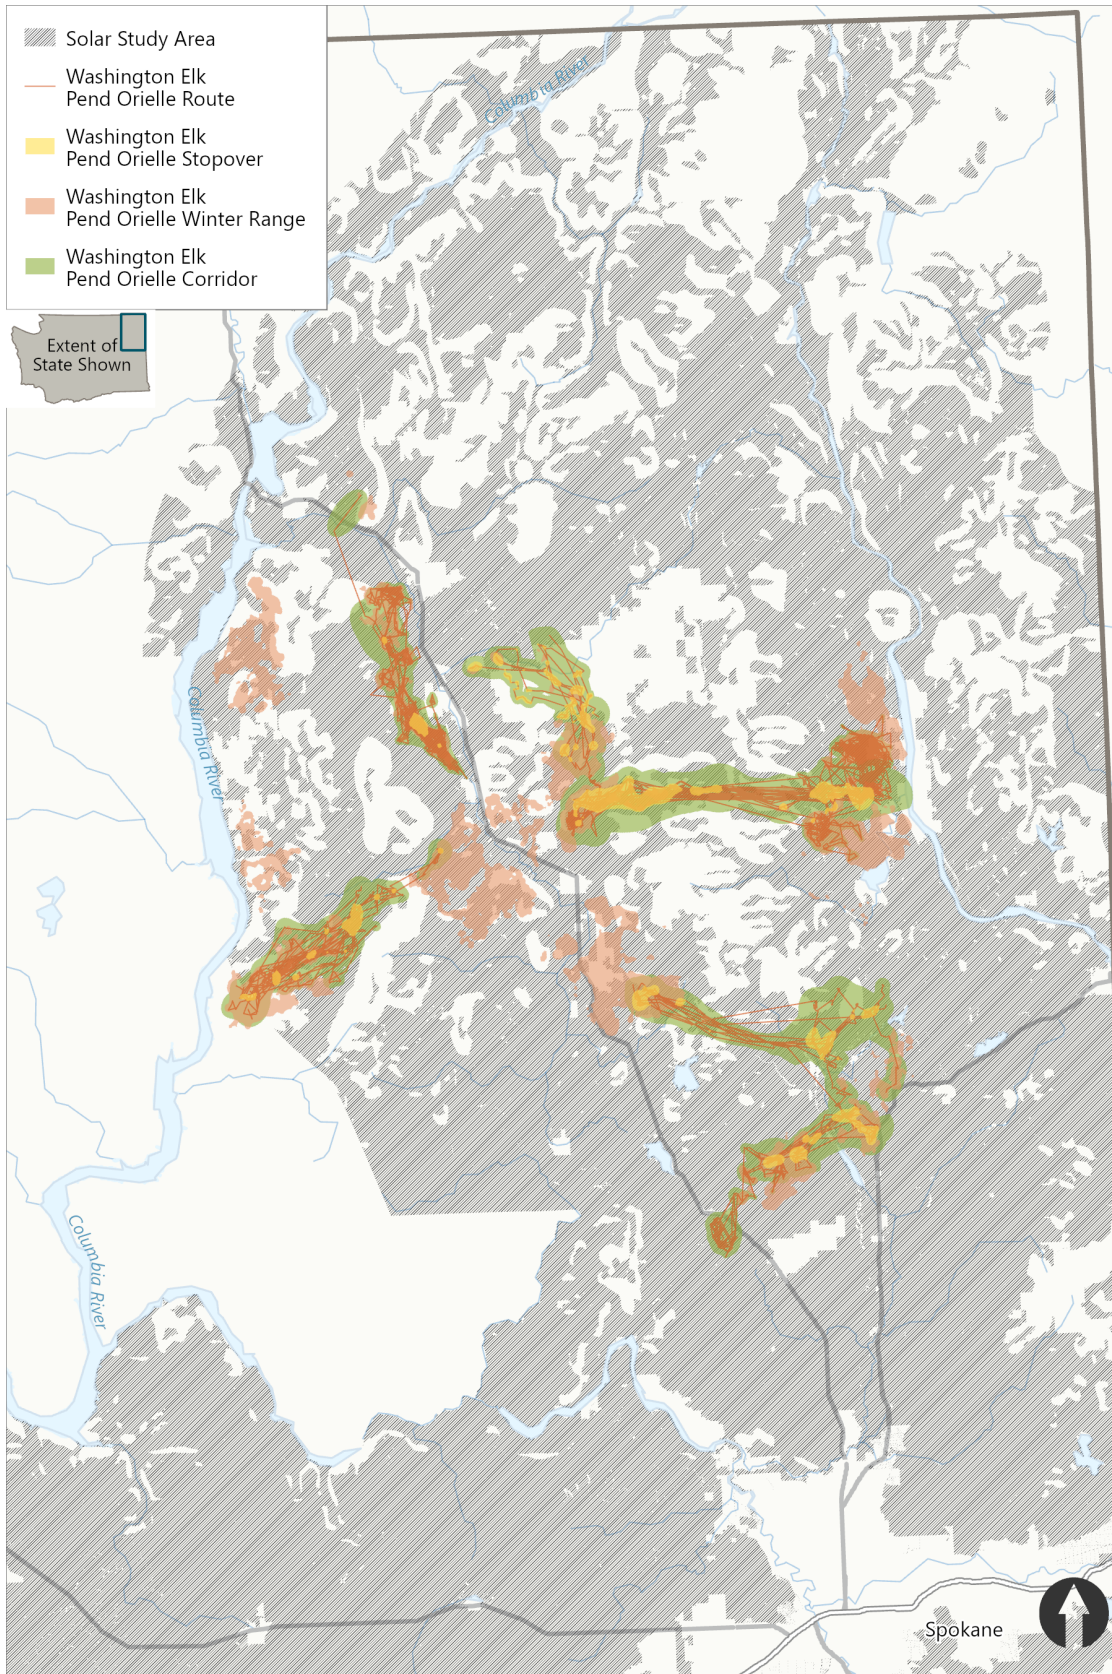 Solar Study Area
Washington Elk
Pend Orielle Route
Washington Elk
Pend Orielle Stopover
Washington Elk
Pend Orielle Winter Range
Washington Elk
Pend Orielle Corridor
Extent of
State Shown
Columbia River
Columbia River
Columbia River
Spokane